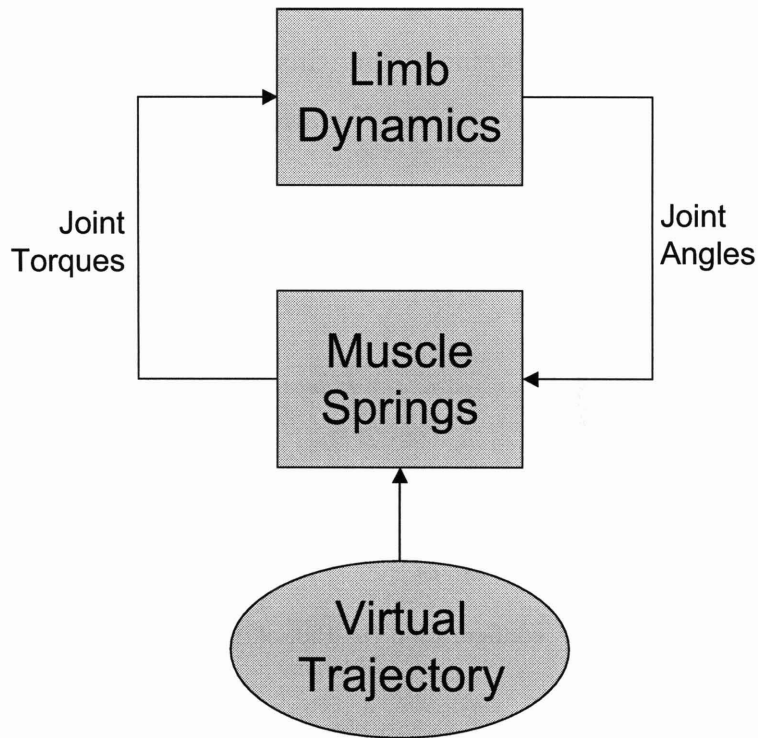 Limb
Dynamics
Joint
Torques
Joint
Angles
Muscle
Springs
Virtual
Trajectory